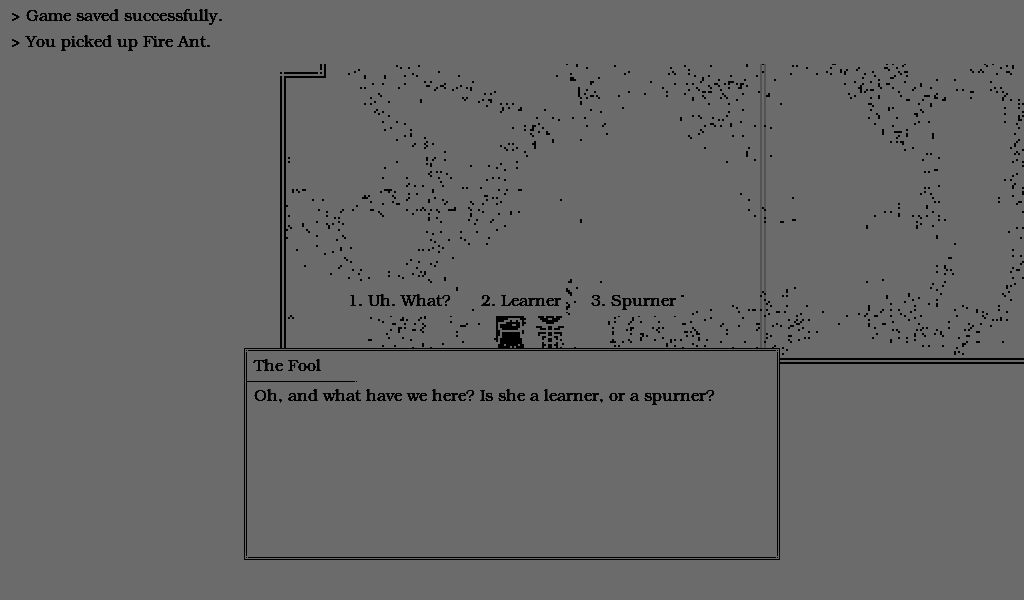 > Game saved successfully.
> You picked up Fire Ant.
1. Uh. What? 2. Learner 3. Spurner
The Fool
Oh, and what have we here? Is she a learner, or a spurner?